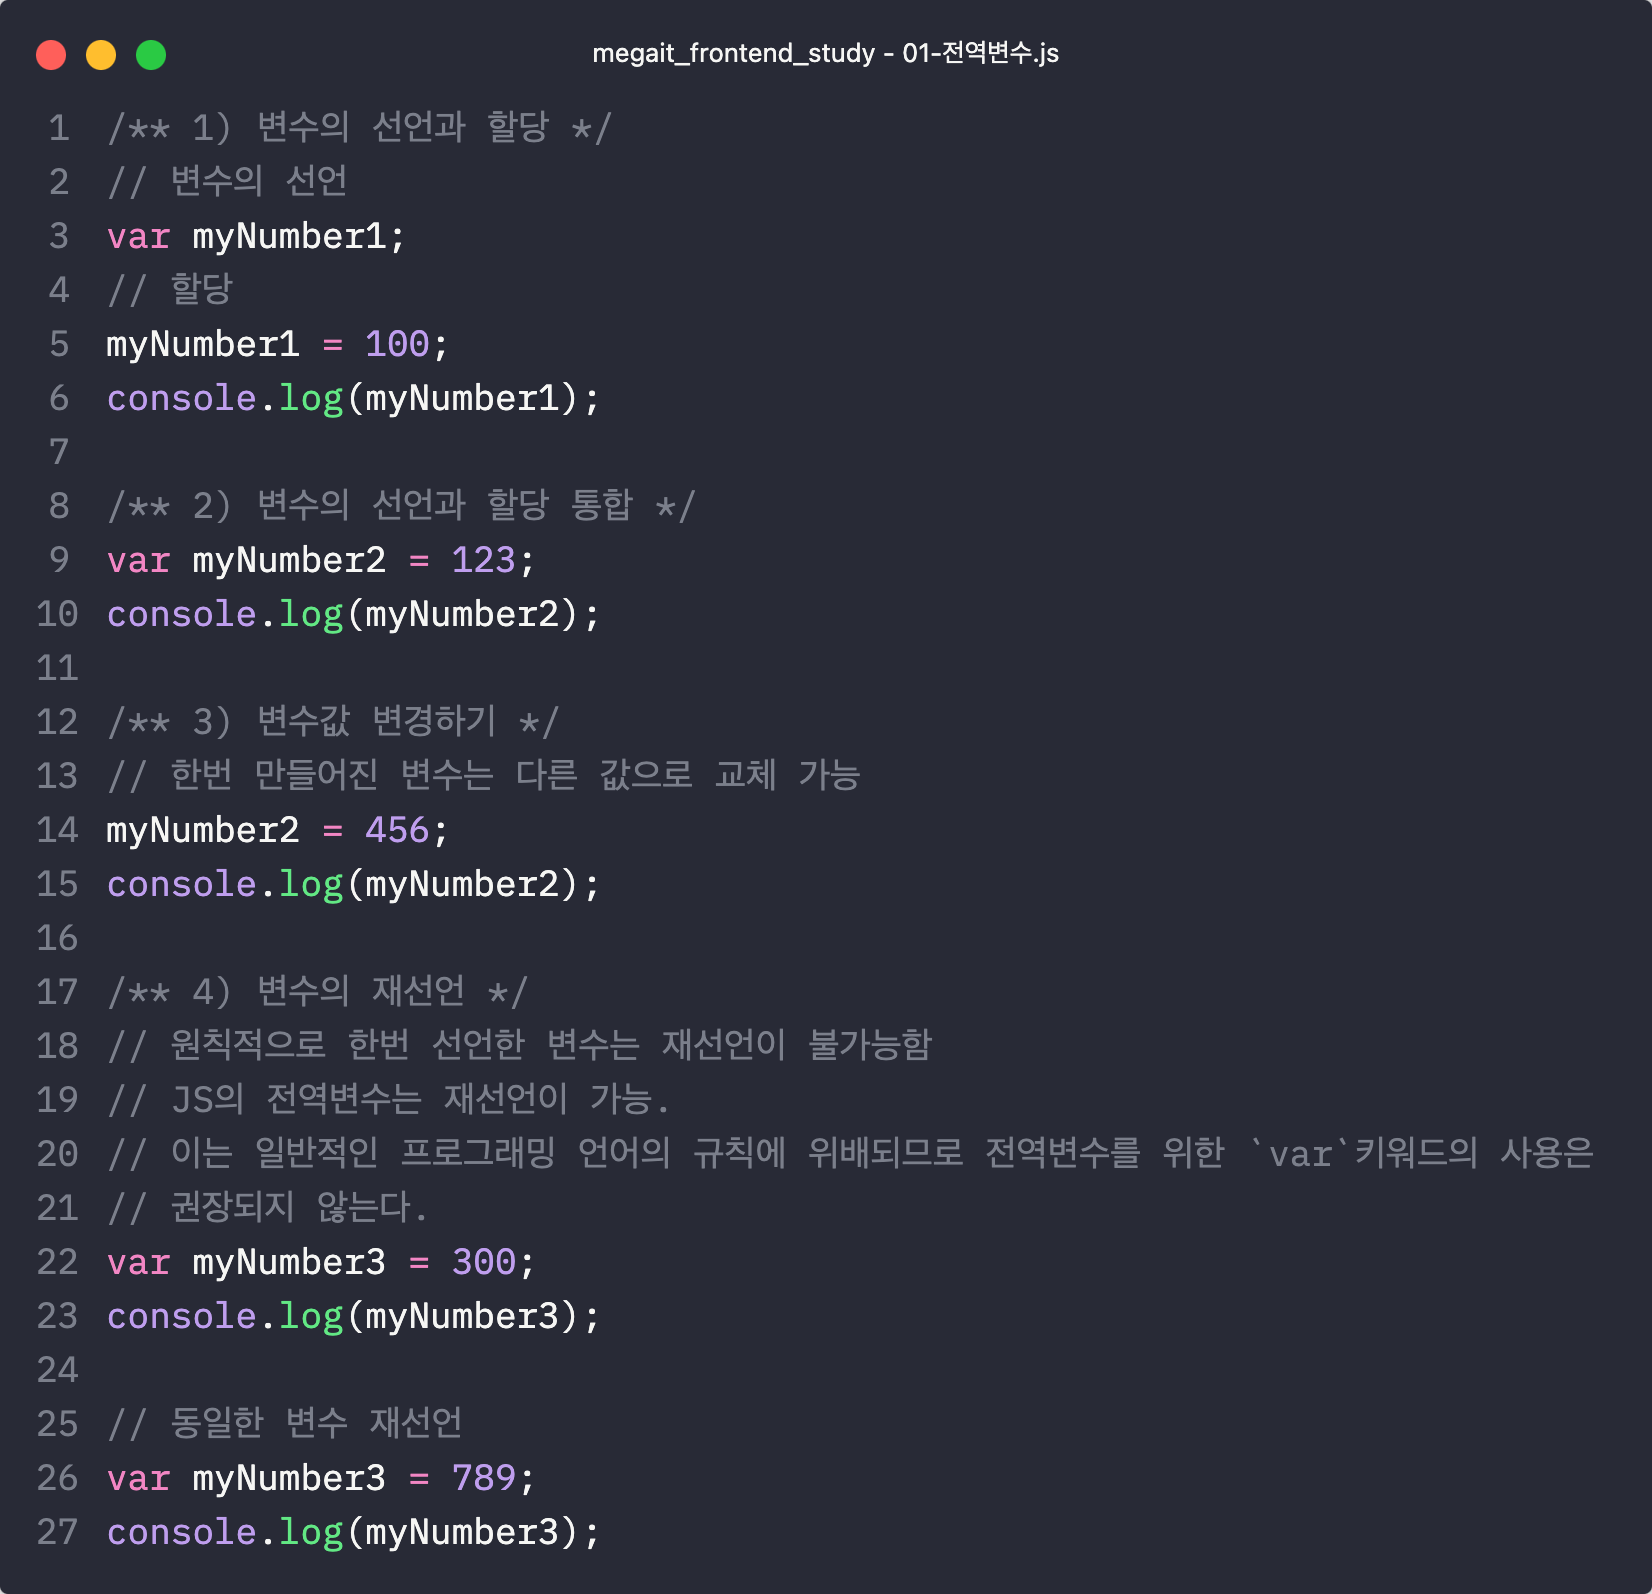 megait_frontend_study - 01-전역변수.js
1 /** 1) 변수의 선언과 할당 */
2 // 변수의 선언
3 var myNumber1;
4 // 할당
5 myNumber1 = 100;
6 console.log(myNumber1);
7
8 /** 2) 변수의 선언과 할당 통합 */
9 var myNumber2 = 123;
10 console.log(myNumber2);
11
12 /** 3) 변수값 변경하기 */
13 // 한번 만들어진 변수는 다른 값으로 교체 가능
14 myNumber2 = 456;
15 console.log(myNumber2);
16
17 /** 4) 변수의 재선언 */
18 // 원칙적으로 한번 선언한 변수는 재선언이 불가능함
19 // JS의 전역변수는 재선언이 가능.
20 // 이는 일반적인 프로그래밍 언어의 규칙에 위배되므로 전역변수를 위한 `var`키워드의 사용은
21 // 권장되지 않는다.
22 var myNumber3 = 300;
23 console.log(myNumber3);
24
25 // 동일한 변수 재선언
26 var myNumber3 = 789;
27 console.log(myNumber3);